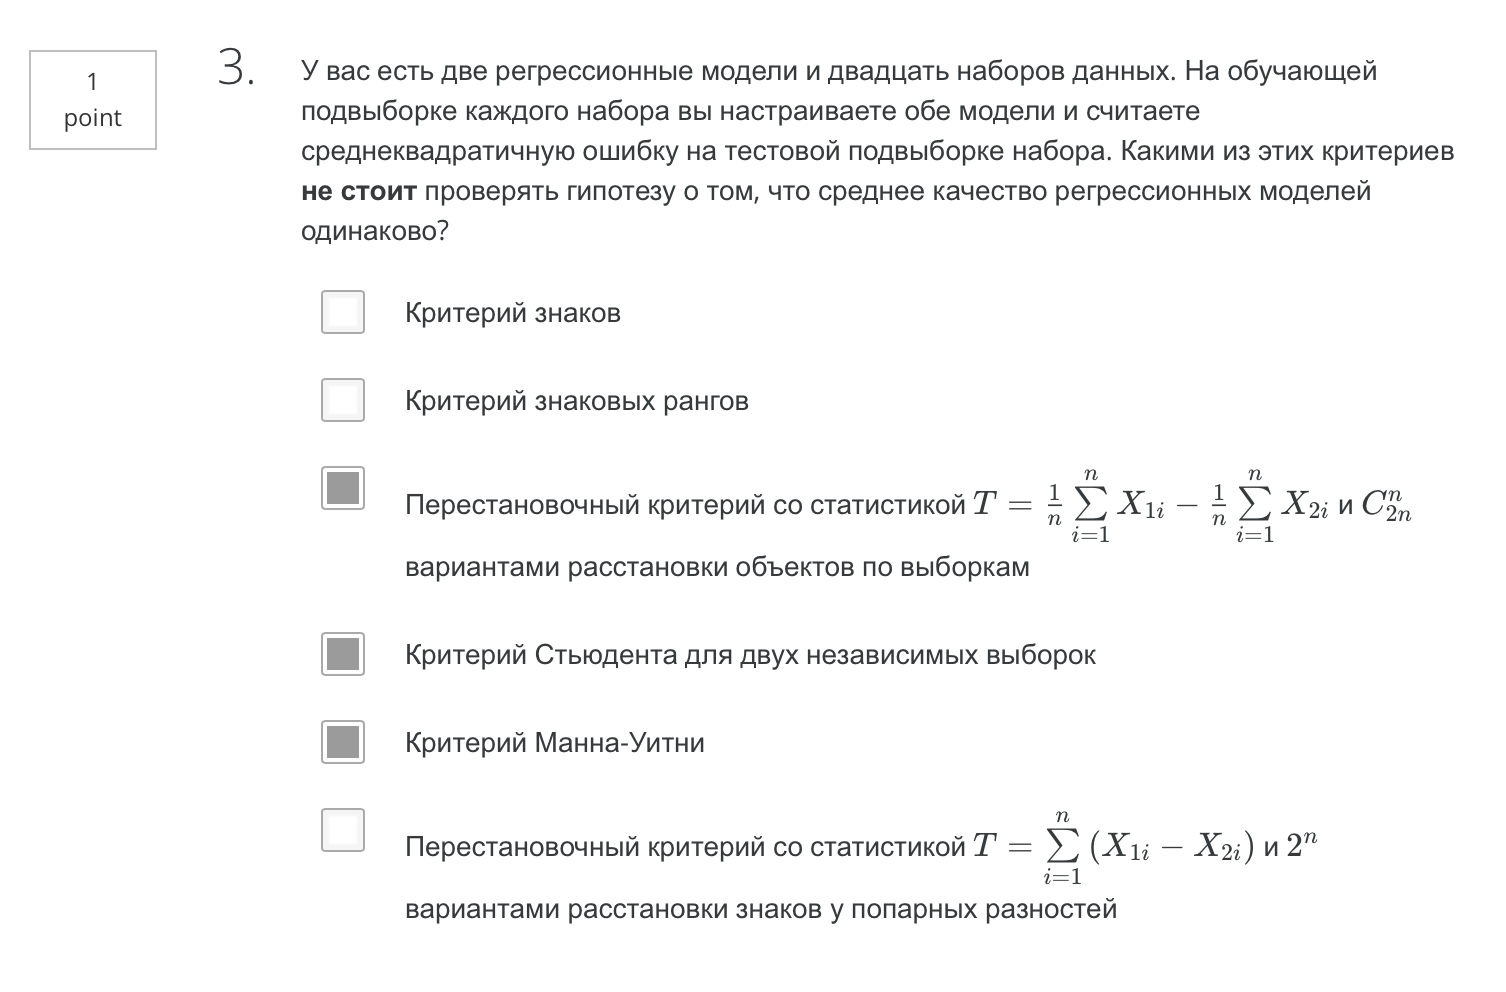 1
point
3.
У вас есть две регрессионные модели и двадцать наборов данных. На обучающей
подвыборке каждого набора вы настраиваете обе модели и считаете
среднеквадратичную ошибку на тестовой подвыборке набора. Какими из этих критериев
не стоит проверять гипотезу о том, что среднее качество регрессионных моделей
одинаково?
Критерий знаков
Критерий знаковых рангов
Перестановочный критерий со статистикой $T = \frac{1}{n} \sum_{i=1}^{n} X_{1i} - \frac{1}{n} \sum_{i=1}^{n} X_{2i}$ и $C_{2n}^{n}$
вариантами расстановки объектов по выборкам
Критерий Стьюдента для двух независимых выборок
Критерий Манна-Уитни
Перестановочный критерий со статистикой $T = \sum_{i=1}^{n} (X_{1i} - X_{2i})$ и $2^n$
вариантами расстановки знаков у попарных разностей